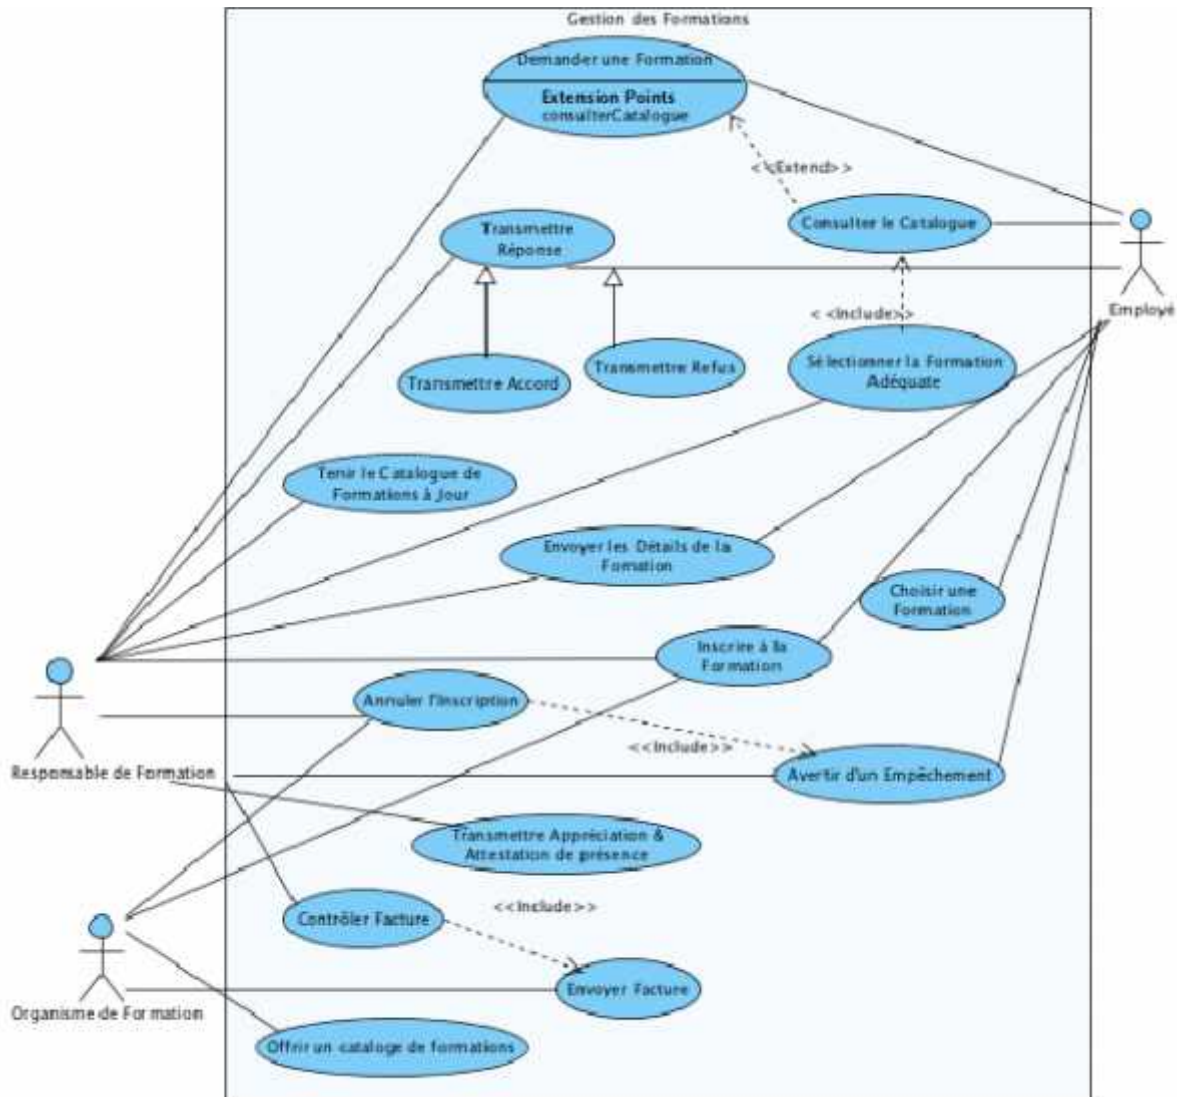 Gestion des Formations
Demander une Formation
Extension Points
consulterCatalogue
<<Extend>>
Consulter le Catalogue
Transmettre
Réponse
Employé
< <Include>>
Transmettre Accord
Transmettre Refus
Sélectionner la Formation
Adéquate
Tenir le Catalogue de
Formations à Jour
Envoyer les Détails de la
Fomation
Choisir une
Formation
Inscrire à la
Formation
Annuler l'Inscription
<<Include>>
Responsable de Formation
Avertir d'un Empêchement
Transmettre Appréciation &
Attestation de présence
<<Include>>
Contrôler Facture
Envoyer Facture
Organisme de Formation
Offrir un cataloge de formations